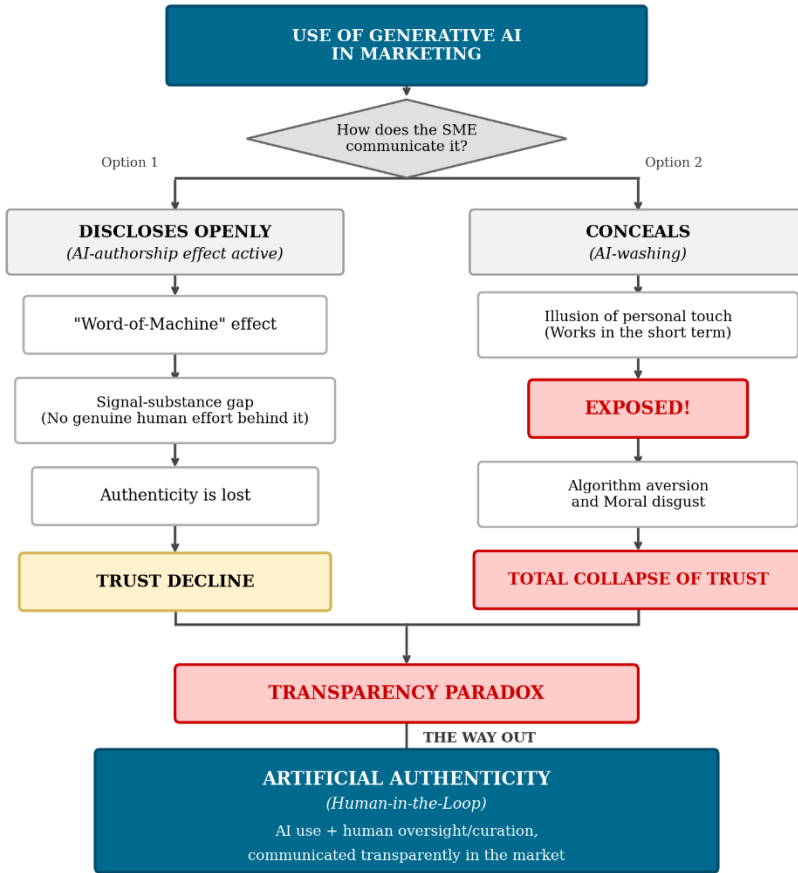 USE OF GENERATIVE AI
IN MARKETING
How does the SME
communicate it?
Option 1
Option 2
DISCLOSES OPENLY
(AI-authorship effect active)
CONCEALS
(AI-washing)
"Word-of-Machine" effect
Illusion of personal touch
(Works in the short term)
Signal-substance gap
(No genuine human effort behind it)
EXPOSED!
Authenticity is lost
Algorithm aversion
and Moral disgust
TRUST DECLINE
TOTAL COLLAPSE OF TRUST
TRANSPARENCY PARADOX
THE WAY OUT
ARTIFICIAL AUTHENTICITY
(Human-in-the-Loop)
AI use + human oversight/curation,
communicated transparently in the market